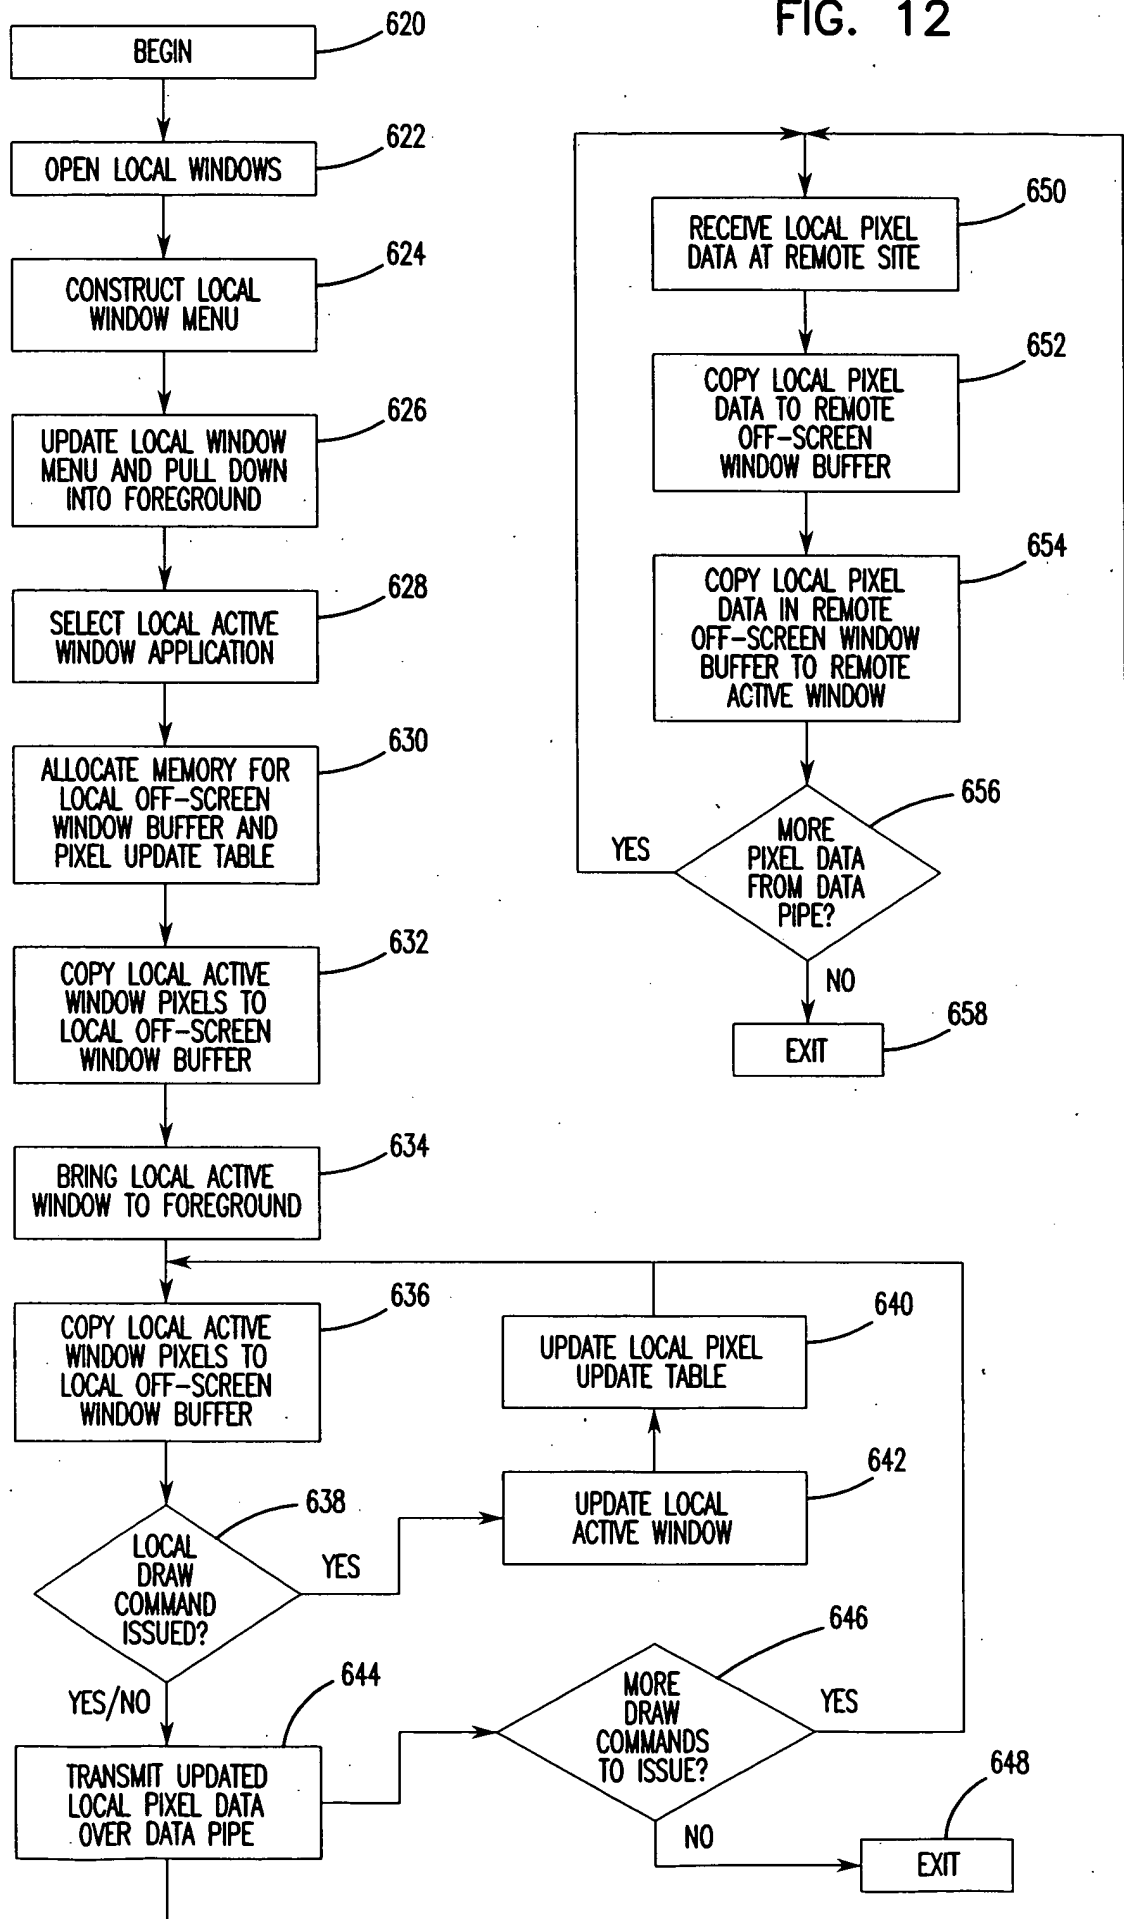 FIG. 12
BEGIN
620
OPEN LOCAL WINDOWS
622
CONSTRUCT LOCAL
WINDOW MENU
624
UPDATE LOCAL WINDOW
MENU AND PULL DOWN
INTO FOREGROUND
626
SELECT LOCAL ACTIVE
WINDOW APPLICATION
628
ALLOCATE MEMORY FOR
LOCAL OFF-SCREEN
WINDOW BUFFER AND
PIXEL UPDATE TABLE
630
COPY LOCAL ACTIVE
WINDOW PIXELS TO
LOCAL OFF-SCREEN
WINDOW BUFFER
632
BRING LOCAL ACTIVE
WINDOW TO FOREGROUND
634
COPY LOCAL ACTIVE
WINDOW PIXELS TO
LOCAL OFF-SCREEN
WINDOW BUFFER
636
LOCAL
DRAW
COMMAND
ISSUED?
638
YES
YES/NO
UPDATE LOCAL PIXEL
UPDATE TABLE
640
UPDATE LOCAL
ACTIVE WINDOW
642
TRANSMIT UPDATED
LOCAL PIXEL DATA
OVER DATA PIPE
644
MORE
DRAW
COMMANDS
TO ISSUE?
646
YES
NO
EXIT
648
RECEIVE LOCAL PIXEL
DATA AT REMOTE SITE
650
COPY LOCAL PIXEL
DATA TO REMOTE
OFF-SCREEN
WINDOW BUFFER
652
COPY LOCAL PIXEL
DATA IN REMOTE
OFF-SCREEN WINDOW
BUFFER TO REMOTE
ACTIVE WINDOW
654
MORE
PIXEL DATA
FROM DATA
PIPE?
656
YES
NO
EXIT
658